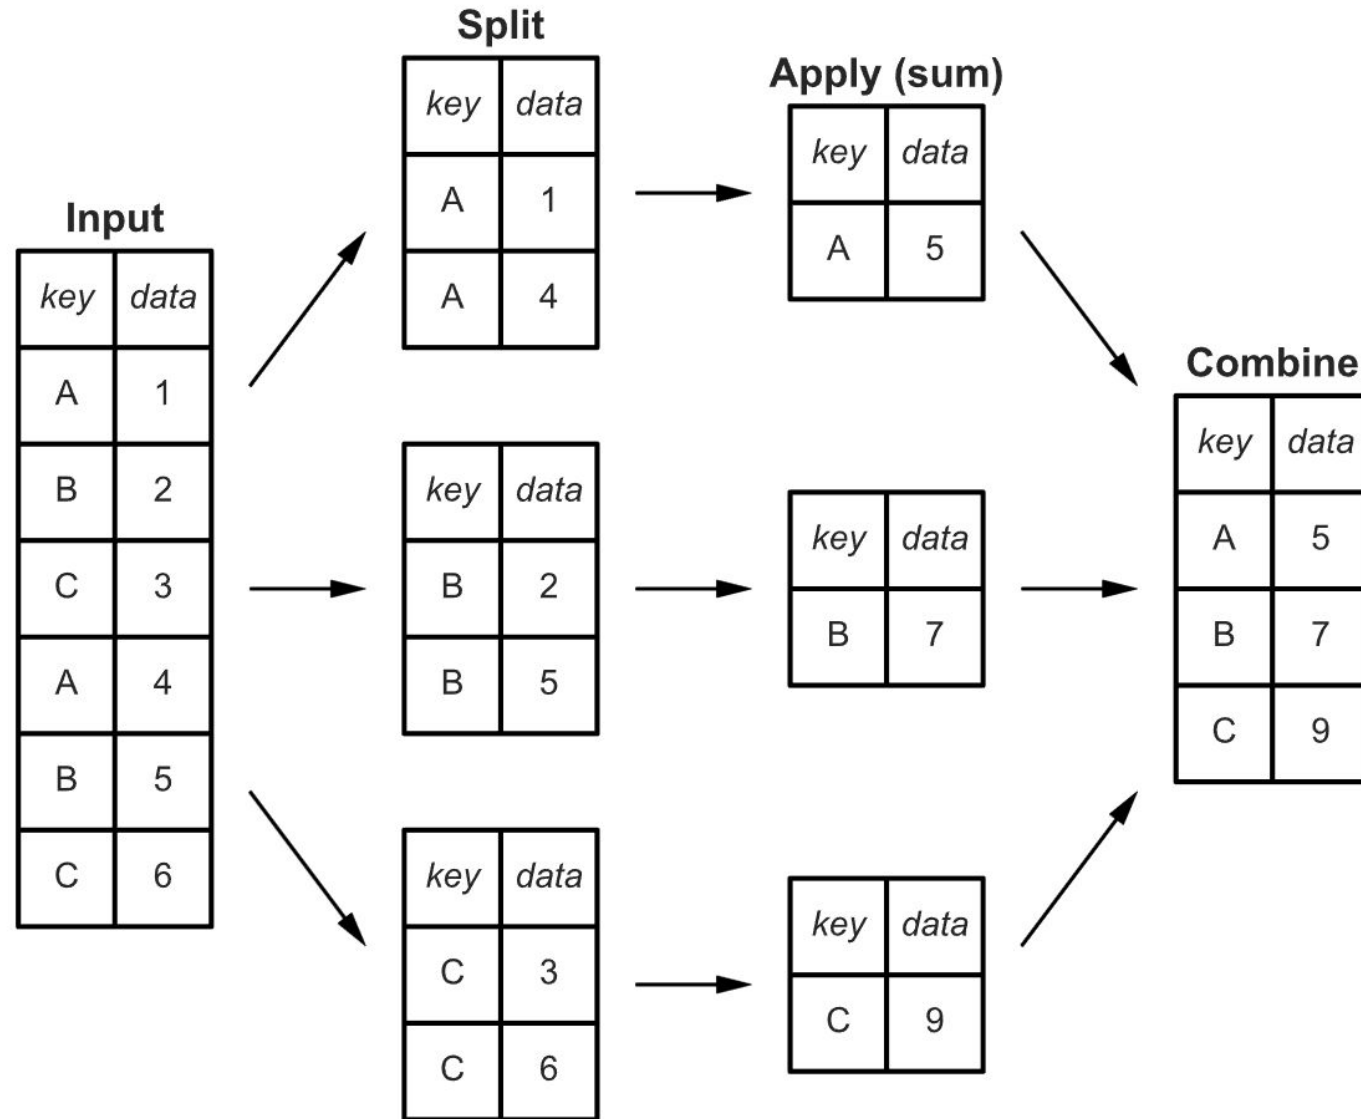 Input
key data
A 1
B 2
C 3
A 4
B 5
C 6
Split
key data
A 1
A 4
key data
B 2
B 5
key data
C 3
C 6
Apply (sum)
key data
A 5
key data
B 7
key data
C 9
Combine
key data
A 5
B 7
C 9